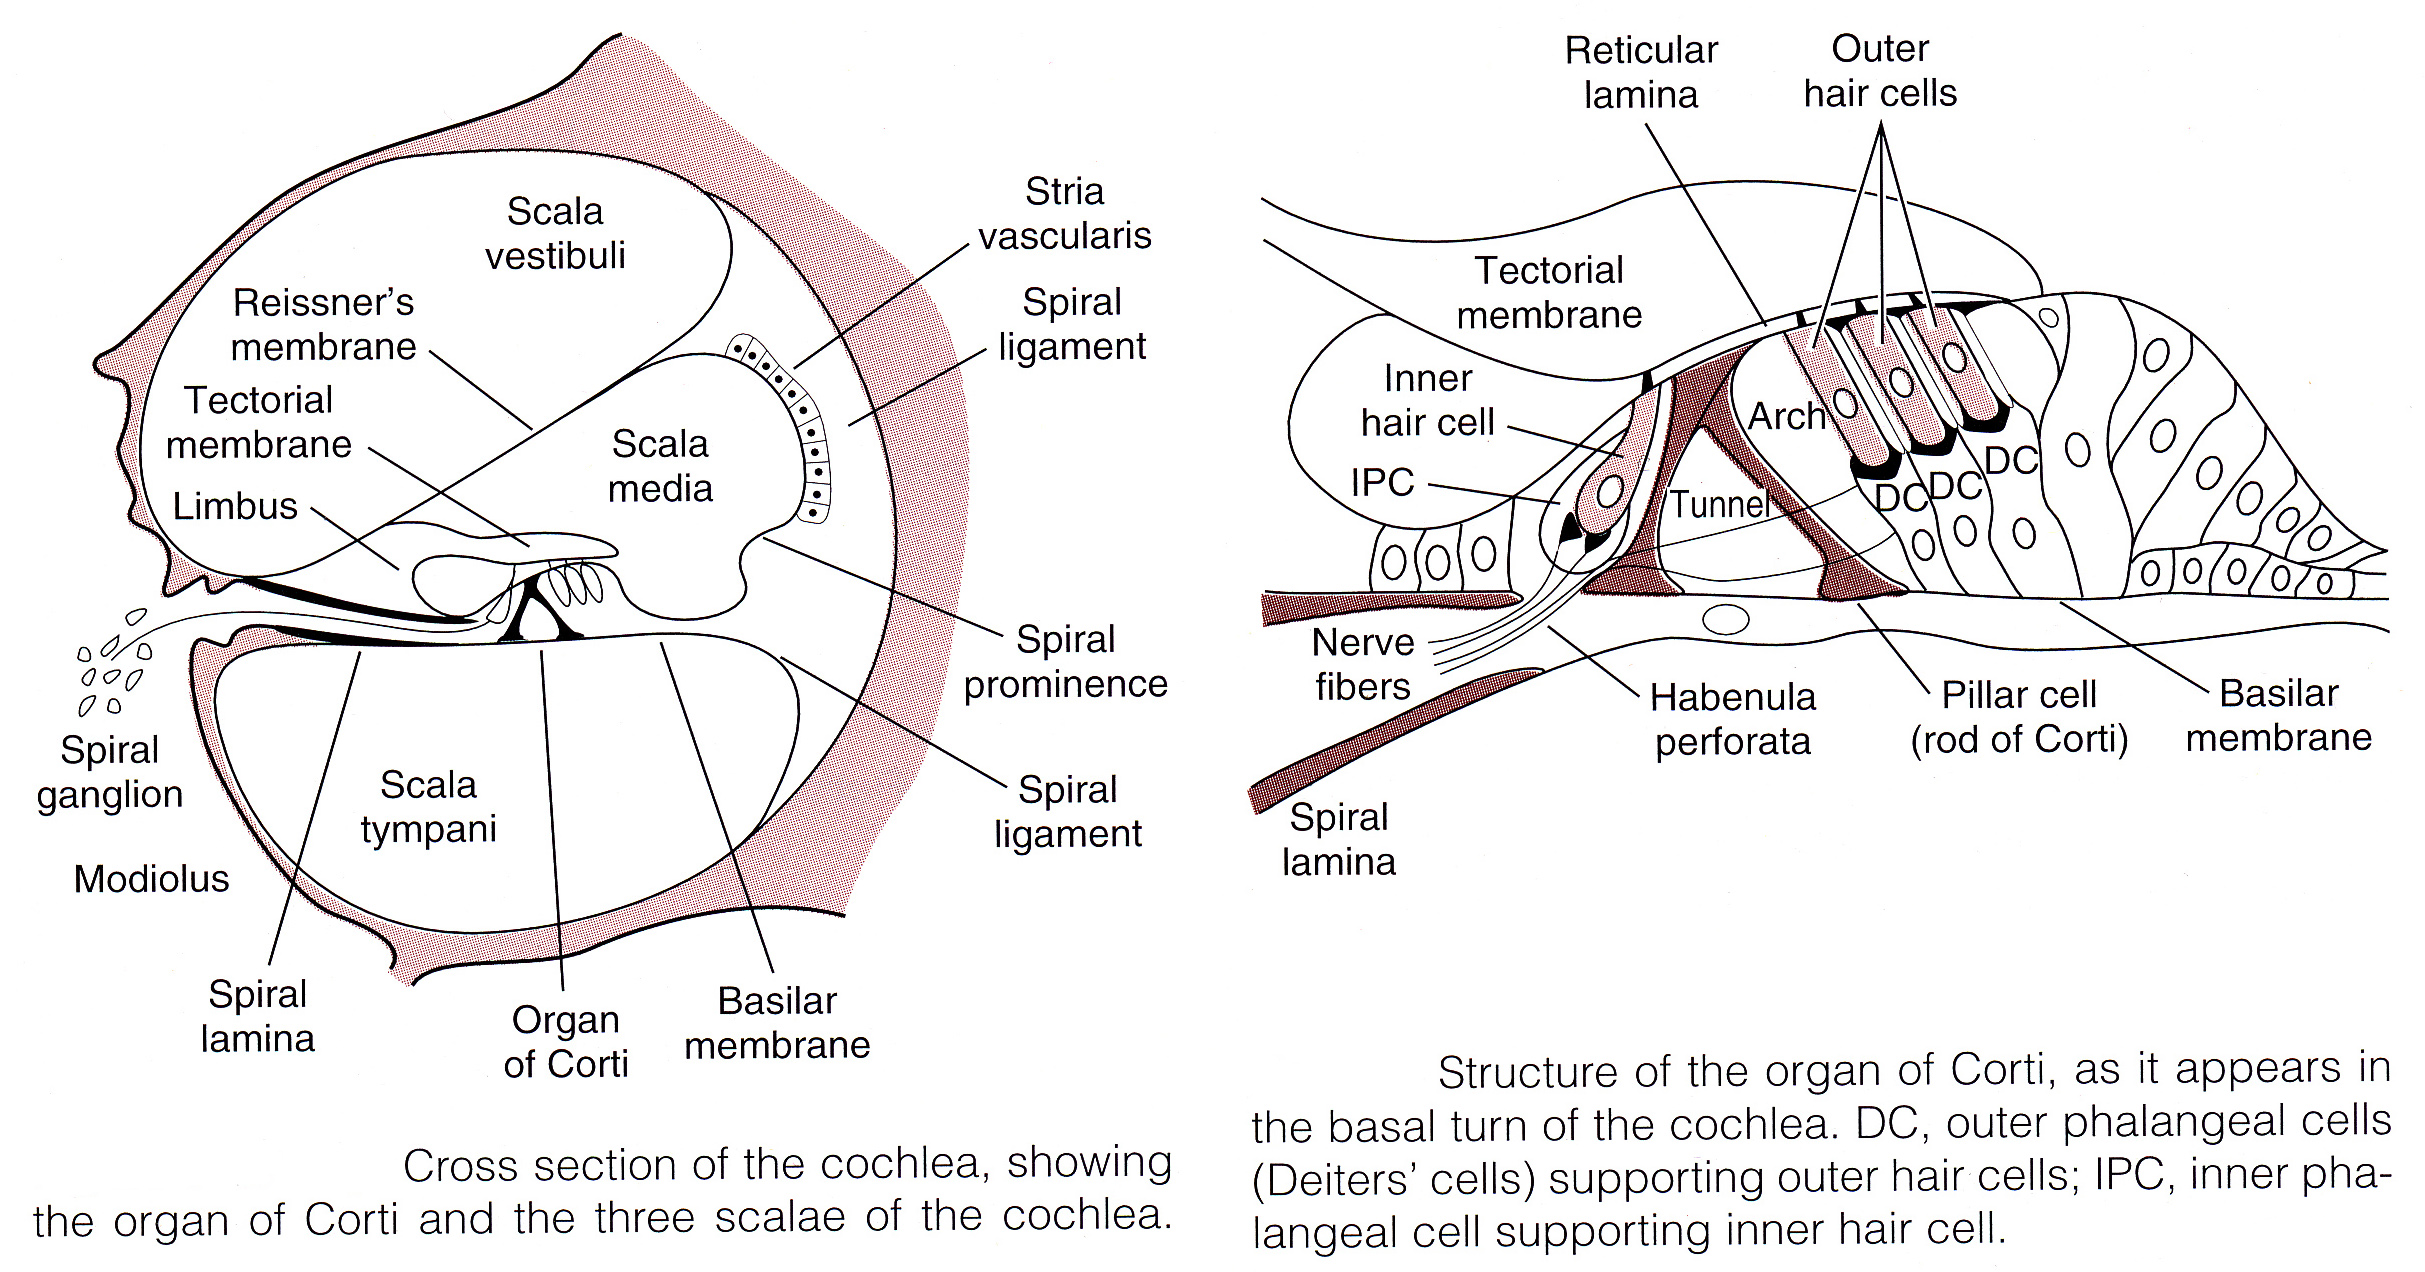 Scala
vestibuli
Reissner’s
membrane
Tectorial
membrane
Limbus
Scala
media
Stria
vascularis
Spiral
ligament
Spiral
prominence
Spiral
ligament
Spiral
ganglion
Modiolus
Scala
tympani
Spiral
lamina
Organ
of Corti
Basilar
membrane
Cross section of the cochlea, showing
the organ of Corti and the three scalae of the cochlea.
Reticular
lamina
Outer
hair cells
Tectorial
membrane
Inner
hair cell
IPC
Arch
Tunnel
DC
DC
DC
Nerve
fibers
Habenula
perforata
Pillar cell
(rod of Corti)
Basilar
membrane
Spiral
lamina
Structure of the organ of Corti, as it appears in
the basal turn of the cochlea. DC, outer phalangeal cells
(Deiters’ cells) supporting outer hair cells; IPC, inner pha-
langeal cell supporting inner hair cell.